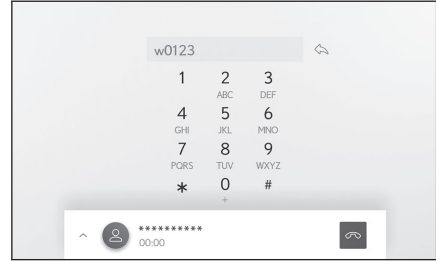 w0123
1 2 3
ABC DEF
4 5 6
GHI JKL MNO
7 8 9
PQRS TUV WXYZ
* 0 #
+
**********
00:00